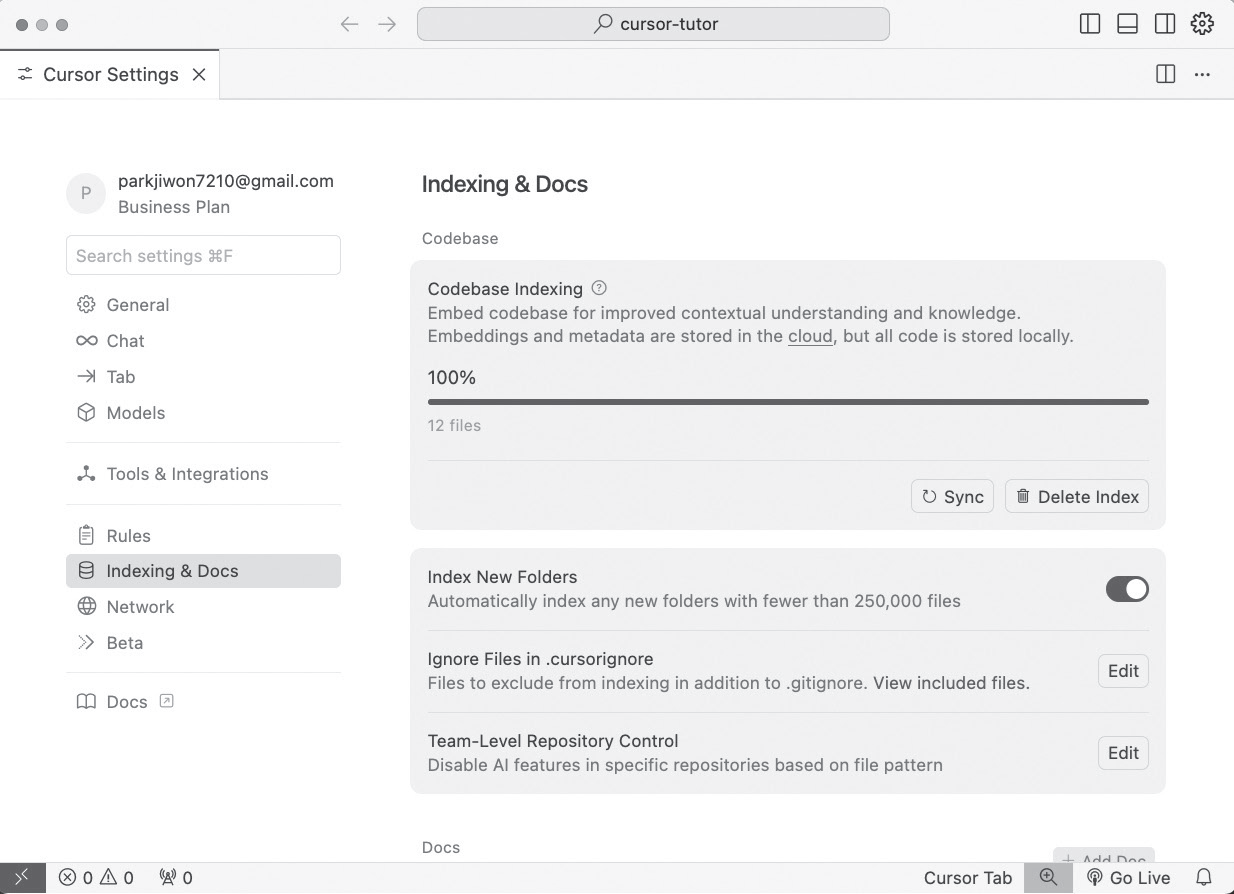 cursor-tutor
Cursor Settings
P
parkjiwon7210@gmail.com
Business Plan
Search settings ⌘F
General
Chat
Tab
Models
Tools & Integrations
Rules
Indexing & Docs
Network
Beta
Docs
Indexing & Docs
Codebase
Codebase Indexing
Embed codebase for improved contextual understanding and knowledge.
Embeddings and metadata are stored in the cloud, but all code is stored locally.
100%
12 files
Sync
Delete Index
Index New Folders
Automatically index any new folders with fewer than 250,000 files
Ignore Files in .cursorignore
Files to exclude from indexing in addition to .gitignore. View included files.
Edit
Team-Level Repository Control
Disable AI features in specific repositories based on file pattern
Edit
Docs
+ Add Doc
0 0 0
Cursor Tab
Go Live